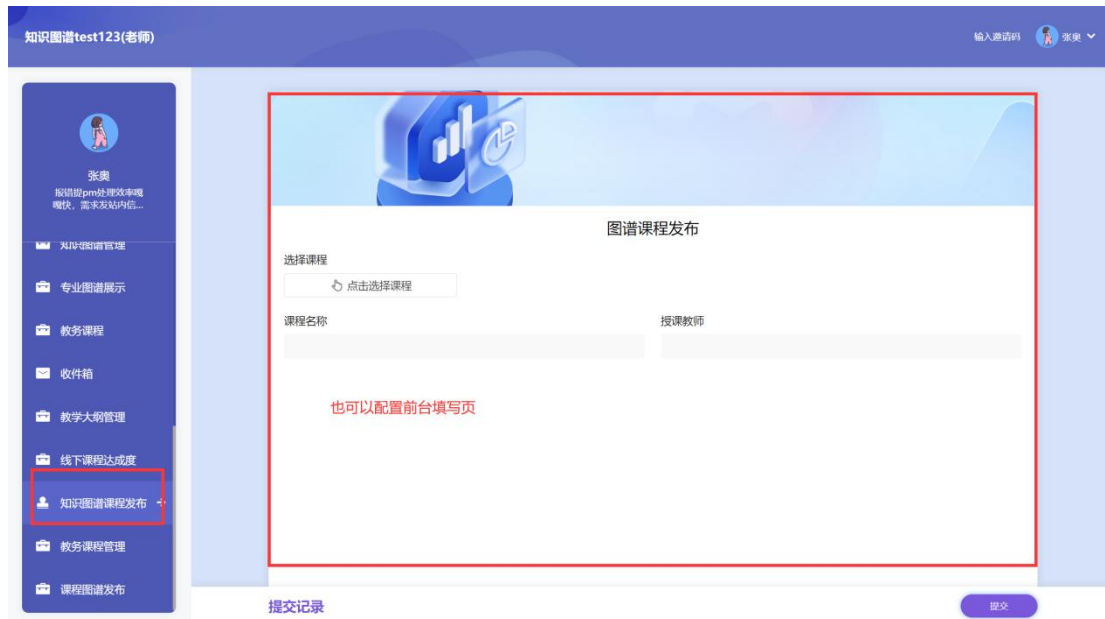 知识图谱test123(老师)
输入邀请码
张奥
张奥
报错提pm处理效率嘎
嘎快，需求发站内信...
知识图谱管理
专业图谱展示
教务课程
收件箱
教学大纲管理
线下课程达成度
知识图谱课程发布
教务课程管理
课程图谱发布
图谱课程发布
选择课程
点击选择课程
课程名称
授课教师
也可以配置前台填写页
提交记录
提交